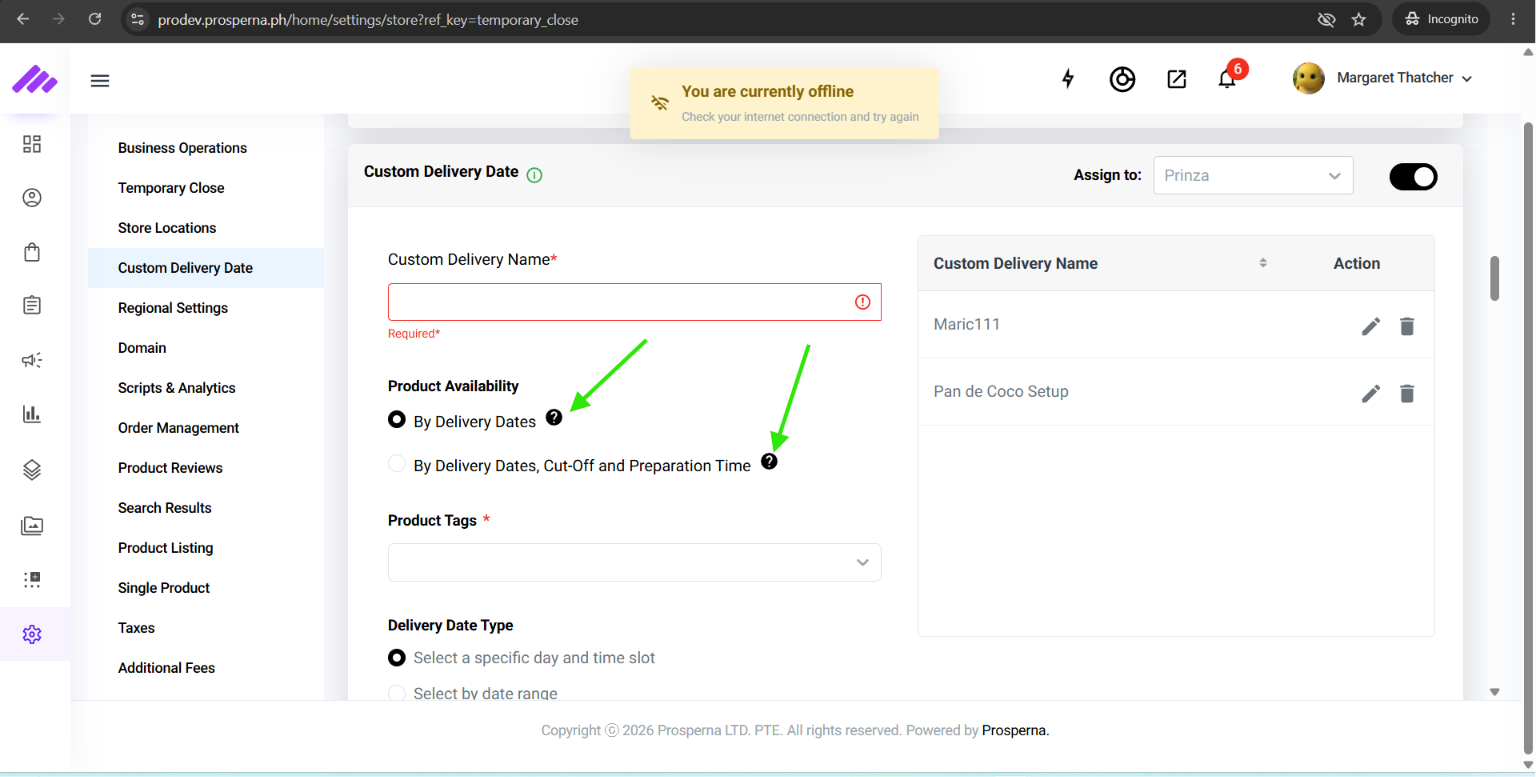 prodev.prosperna.ph/home/settings/store?ref_key=temporary_close
Incognito
You are currently offline
Check your internet connection and try again
6
Margaret Thatcher
Business Operations
Temporary Close
Store Locations
Custom Delivery Date
Regional Settings
Domain
Scripts & Analytics
Order Management
Product Reviews
Search Results
Product Listing
Single Product
Taxes
Additional Fees
Custom Delivery Date
Assign to: Prinza
Custom Delivery Name*
Required*
Product Availability
By Delivery Dates
By Delivery Dates, Cut-Off and Preparation Time
Product Tags *
Delivery Date Type
Select a specific day and time slot
Select by date range
Custom Delivery Name Action
Maric111
Pan de Coco Setup
Copyright © 2026 Prosperna LTD. PTE. All rights reserved. Powered by Prosperna.